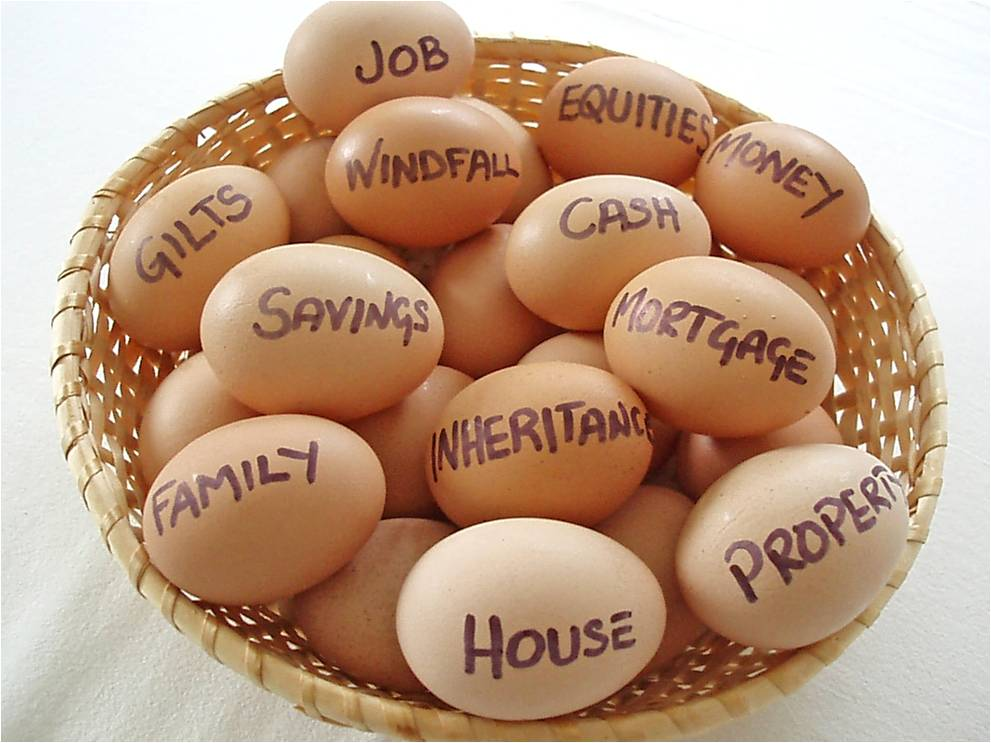 JOB
EQUITIES
WINDFALL
MONEY
GILTS
CASH
SAVINGS
MORTGAGE
INHERITANCE
FAMILY
PROPERTY
HOUSE